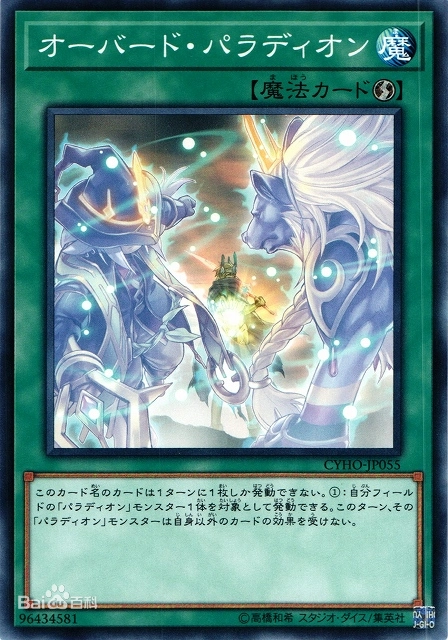 オーバード・パラディオン 魔
【魔法カード】
CYHO-JP055
このカード名のカードは1ターンに1枚しか発動できない。①:自分フィール
ドの「パラディオン」モンスター1体を対象として発動できる。このターン、その
「パラディオン」モンスターは自身以外のカードの効果を受けない。
Bai百科
96434581 ©高橋和希 スタジオ・ダイス/集英社